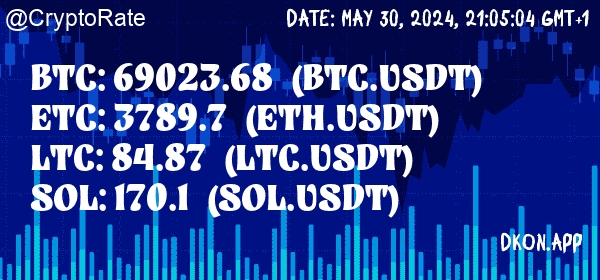 @CryptoRate
DATE: MAY 30, 2024, 21:05:04 GMT+1
BTC: 69023.68 (BTC.USDT)
ETC: 3789.7 (ETH.USDT)
LTC: 84.87 (LTC.USDT)
SOL: 170.1 (SOL.USDT)
DKON.APP